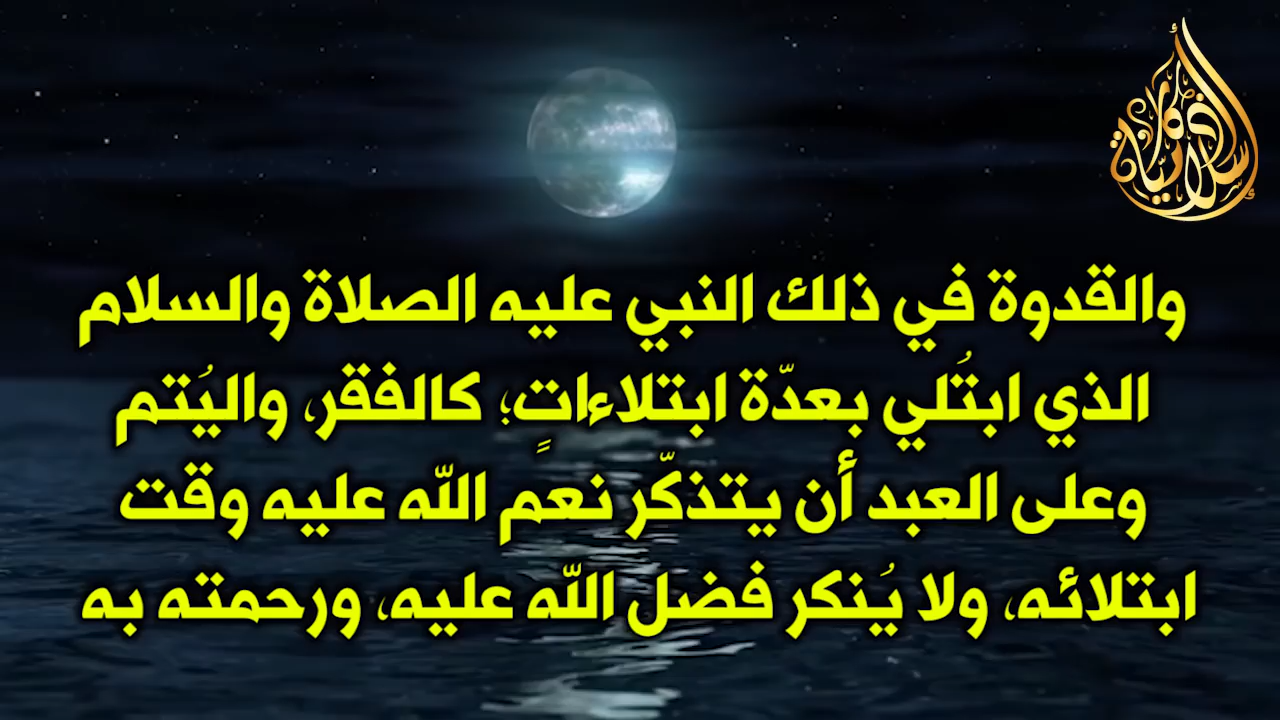 والقدوة في ذلك النبي عليه الصلاة والسلام
الذي ابتُلي بعدّة ابتلاءاتٍ؛ كالفقر، واليُتم
وعلى العبد أن يتذكّر نعم الله عليه وقت
ابتلائه، ولا يُنكر فضل الله عليه، ورحمته به